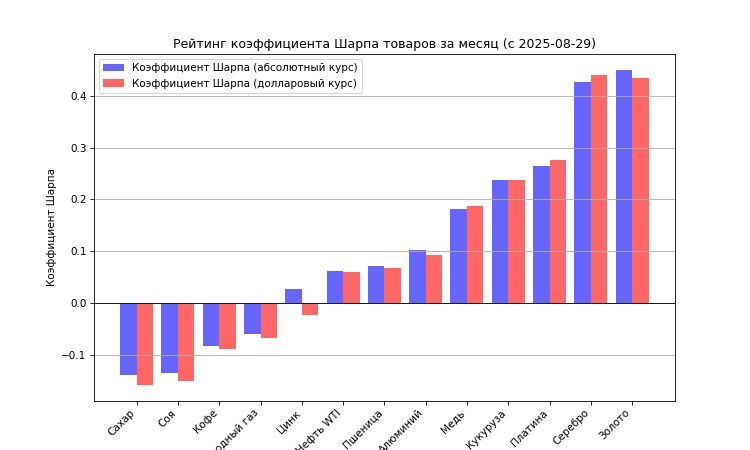 Рейтинг коэффициента Шарпа товаров за месяц (с 2025-08-29)
Коэффициент Шарпа (абсолютный курс)
Коэффициент Шарпа (долларовый курс)
Коэффициент Шарпа
0.4
0.3
0.2
0.1
0.0
−0.1
Сахар
Соя
Кофе
газ
Цинк
Нефть WTI
Пшеница
Алюминий
Медь
Кукуруза
Платина
Серебро
Золото